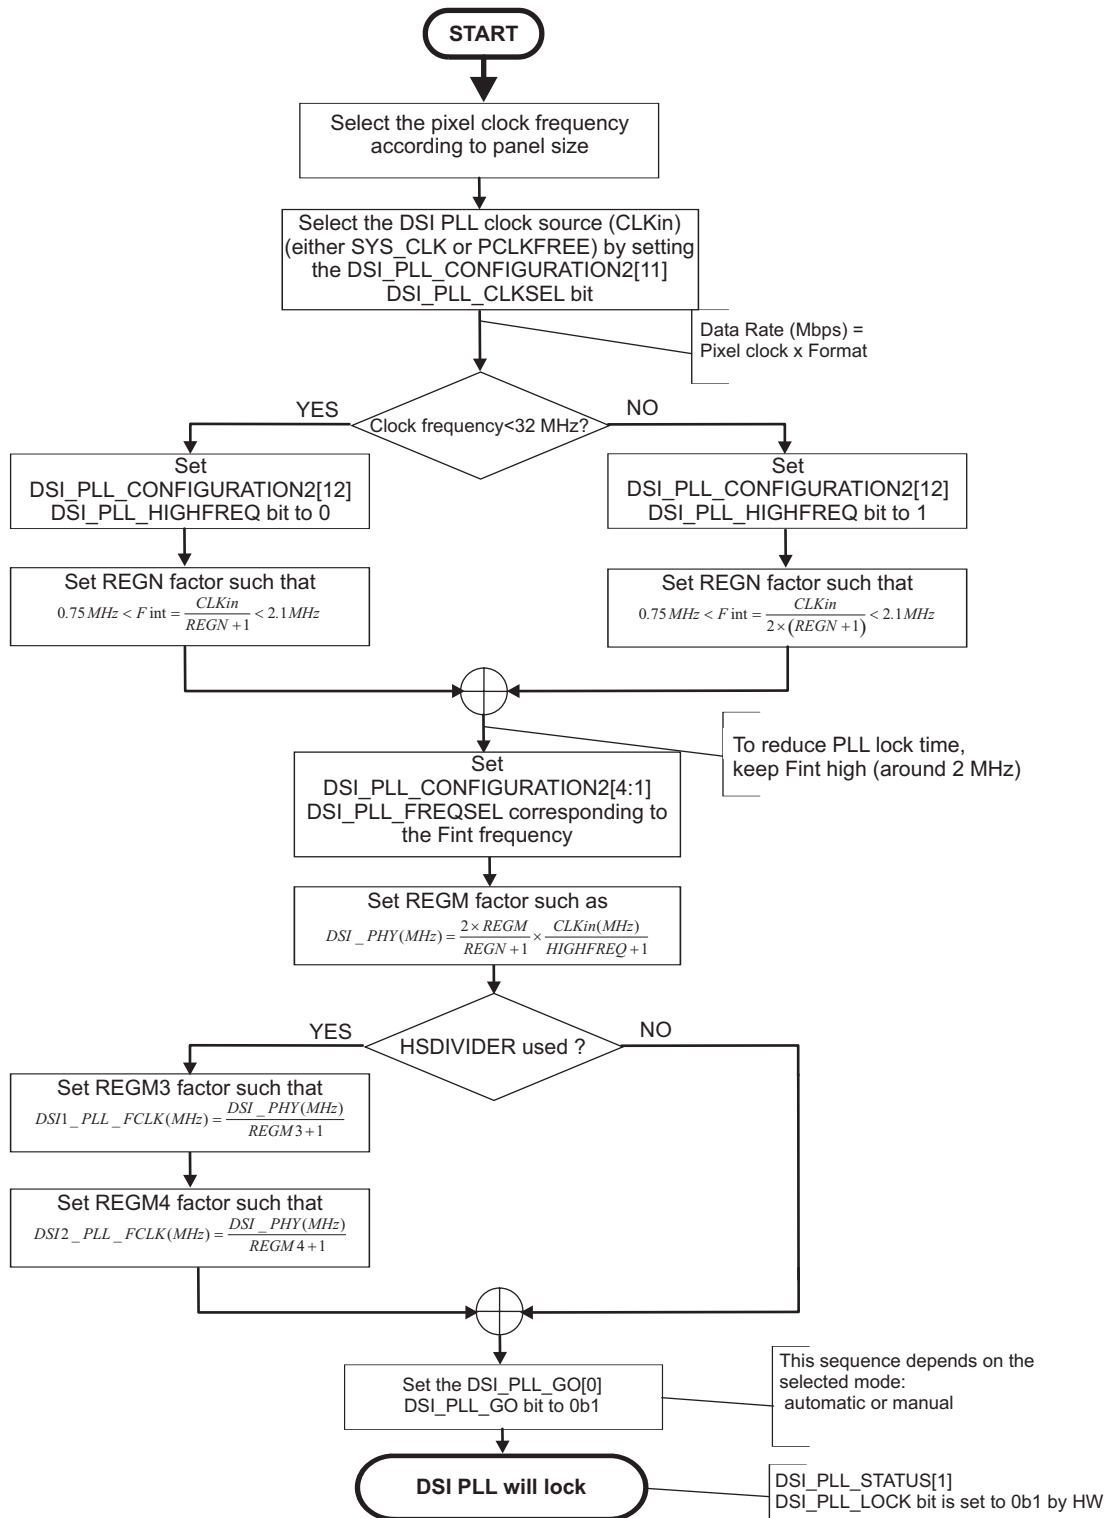 START
Select the pixel clock frequency
according to panel size
Select the DSI PLL clock source (CLKin)
(either SYS_CLK or PCLKFREE) by setting
the DSI_PLL_CONFIGURATION2[11]
DSI_PLL_CLKSEL bit
Data Rate (Mbps) =
Pixel clock x Format
Clock frequency<32 MHz?
YES
NO
Set
DSI_PLL_CONFIGURATION2[12]
DSI_PLL_HIGHFREQ bit to 0
Set
DSI_PLL_CONFIGURATION2[12]
DSI_PLL_HIGHFREQ bit to 1
Set REGN factor such that
0.75 MHz < F int = CLKin / REGN + 1 < 2.1 MHz
Set REGN factor such that
0.75 MHz < F int = CLKin / 2 × (REGN + 1) < 2.1 MHz
To reduce PLL lock time,
keep Fint high (around 2 MHz)
Set
DSI_PLL_CONFIGURATION2[4:1]
DSI_PLL_FREQSEL corresponding to
the Fint frequency
Set REGM factor such as
DSI_PHY(MHz) = 2 × REGM / REGN + 1 × CLKin(MHz) / HIGHFREQ + 1
HSDIVIDER used ?
YES
NO
Set REGM3 factor such that
DSI1_PLL_FCLK(MHz) = DSI_PHY(MHz) / REGM3 + 1
Set REGM4 factor such that
DSI2_PLL_FCLK(MHz) = DSI_PHY(MHz) / REGM4 + 1
Set the DSI_PLL_GO[0]
DSI_PLL_GO bit to 0b1
This sequence depends on the
selected mode:
automatic or manual
DSI PLL will lock
DSI_PLL_STATUS[1]
DSI_PLL_LOCK bit is set to 0b1 by HW